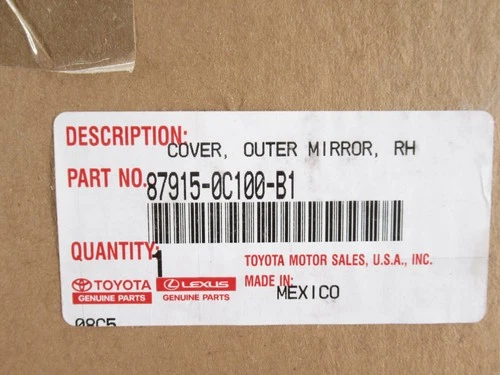 DESCRIPTION:
COVER, OUTER MIRROR, RH
PART NO. 87915-0C100-B1
QUANTITY: 1
TOYOTA MOTOR SALES, U.S.A., INC.
TOYOTA LEXUS MADE IN: MEXICO
GENUINE PARTS GENUINE PARTS
08C5